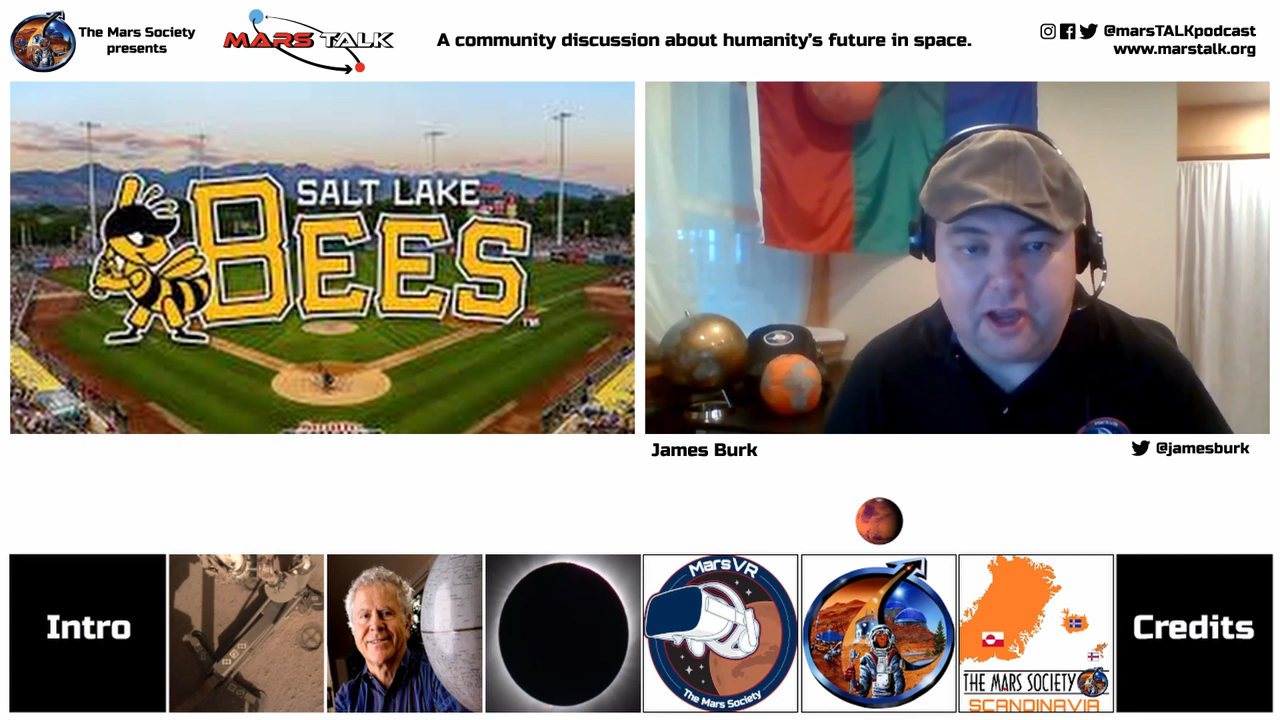 The Mars Society
presents
MARS TALK
A community discussion about humanity's future in space.
@marsTALKpodcast
www.marstalk.org
SALT LAKE
BEES
TM
James Burk
@jamesburk
Intro
MarsVR
The Mars Society
THE MARS SOCIETY
SCANDINAVIA
Credits